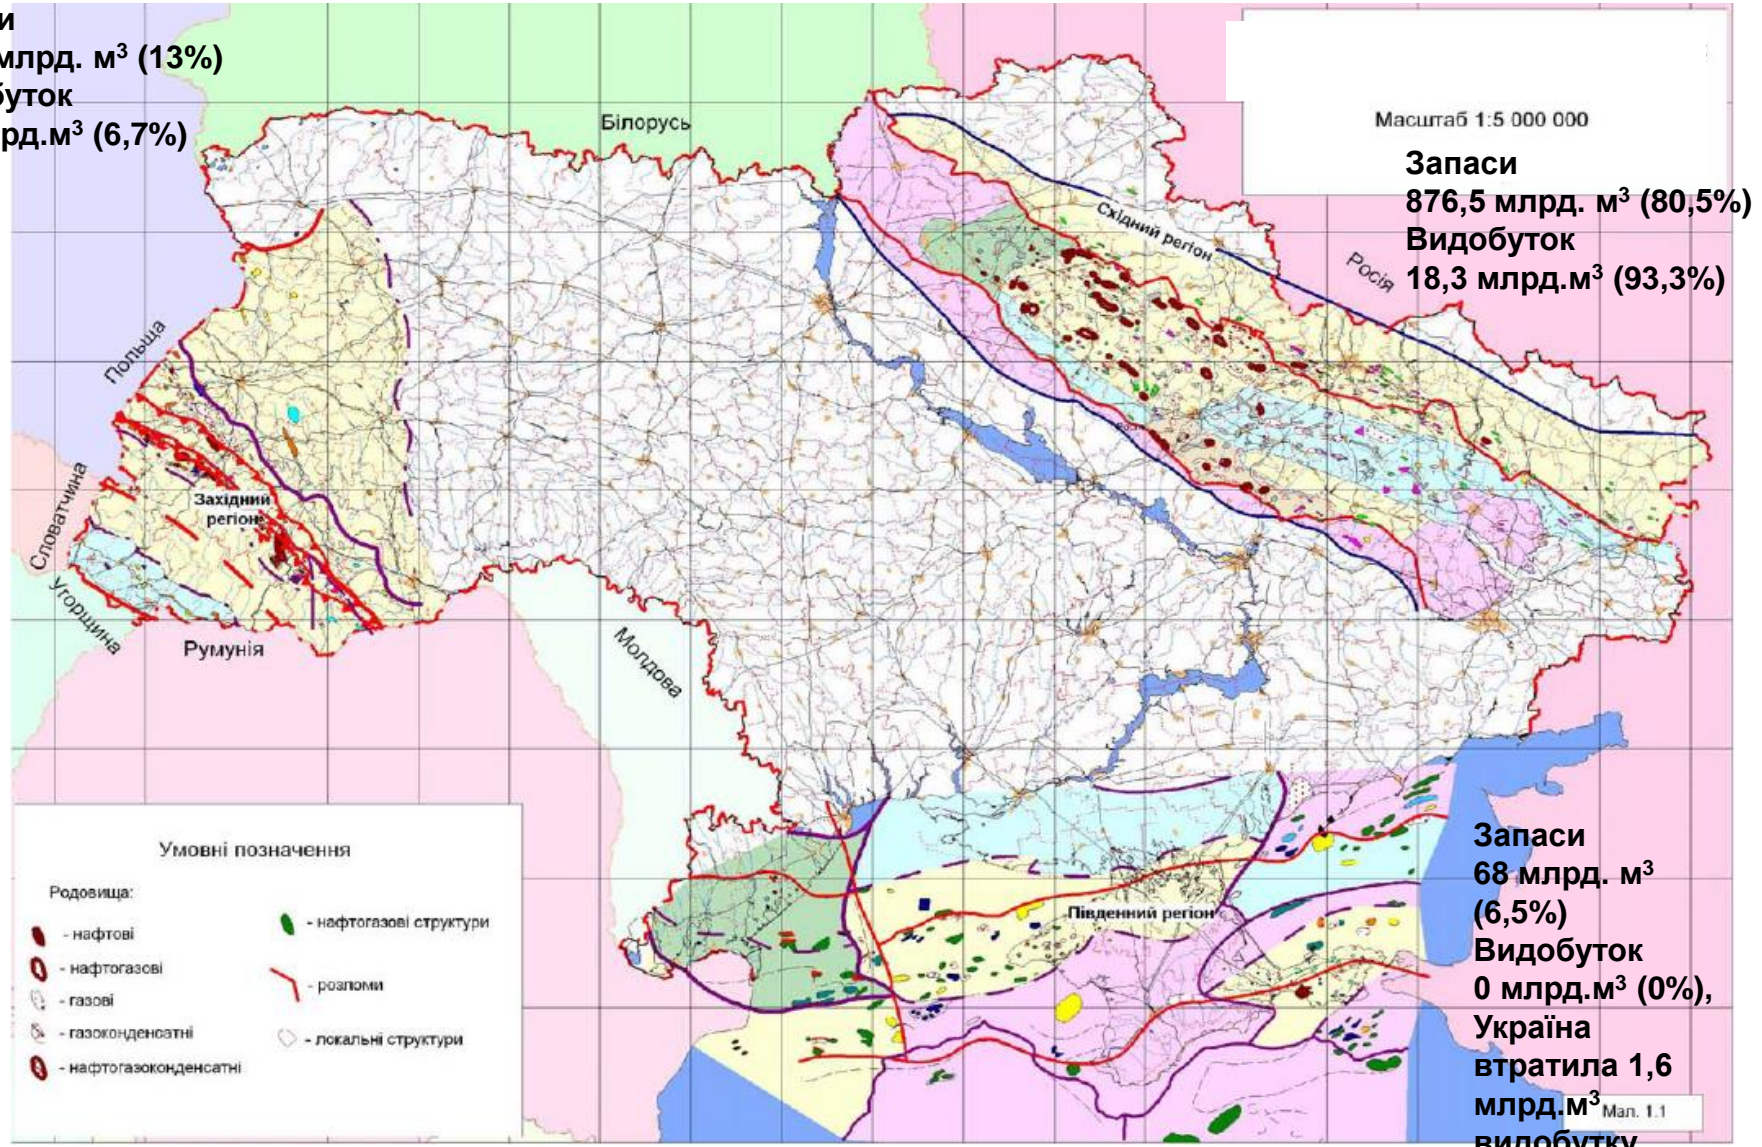 млрд. м³ (13%)
м³ (6,7%)
Білорусь
Масштаб 1:5 000 000
Запаси
876,5 млрд. м³ (80,5%)
Видобуток
18,3 млрд.м³ (93,3%)
Східний регіон
Росія
Польща
Словаччина
Західний
регіон
Угорщина
Румунія
Молдова
Південний регіон
Запаси
68 млрд. м³
(6,5%)
Видобуток
0 млрд.м³ (0%),
Україна
втратила 1,6
млрд.м³
видобутку
Мал. 1.1
Умовні позначення
Родовища:
- нафтові
- нафтогазові
- газові
- газоконденсатні
- нафтогазоконденсатні
- нафтогазові структури
- розломи
- локальні структури